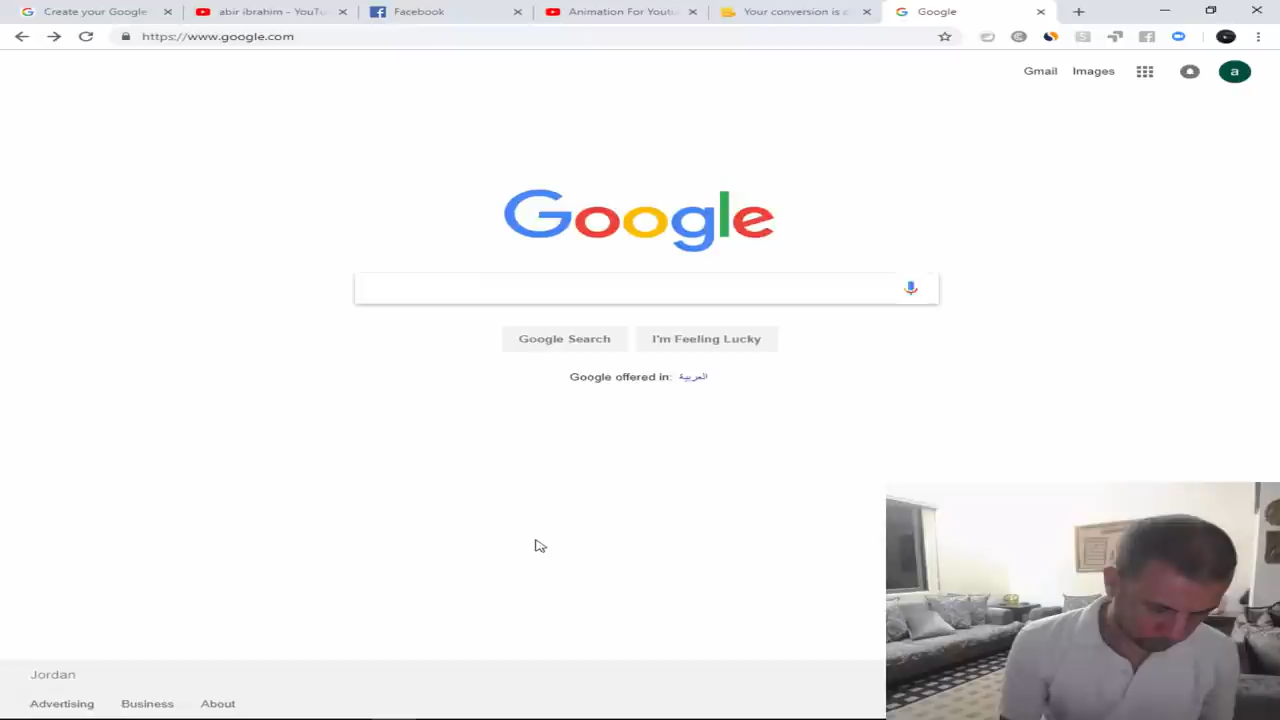 Create your Google
abir ibrahim - YouTu
Facebook
Animation For Youtu
Your conversion is c
Google
https://www.google.com
Gmail
Images
a
Google
Google Search
I'm Feeling Lucky
Google offered in: العربية
Jordan
Advertising
Business
About